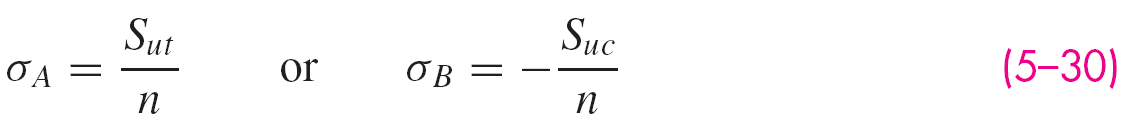 σ_A = S_ut / n or σ_B = − S_uc / n (5–30)